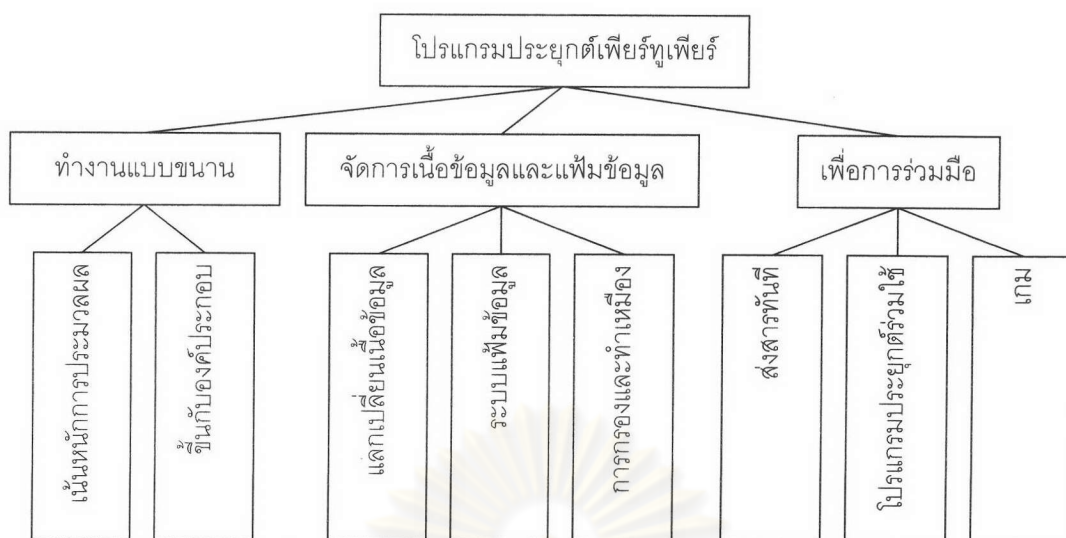 โปรแกรมประยุกต์เพียร์ทูเพียร์
ทำงานแบบขนาน
จัดการเนื้อข้อมูลและแฟ้มข้อมูล
เพื่อการร่วมมือ
เน้นหนักการประมวลผล
ขึ้นกับองค์ประกอบ
แลกเปลี่ยนเนื้อข้อมูล
ระบบแฟ้มข้อมูล
การกรองและทำเหมือง
ส่งสารทันที
โปรแกรมประยุกต์ร่วมใช้
เกม